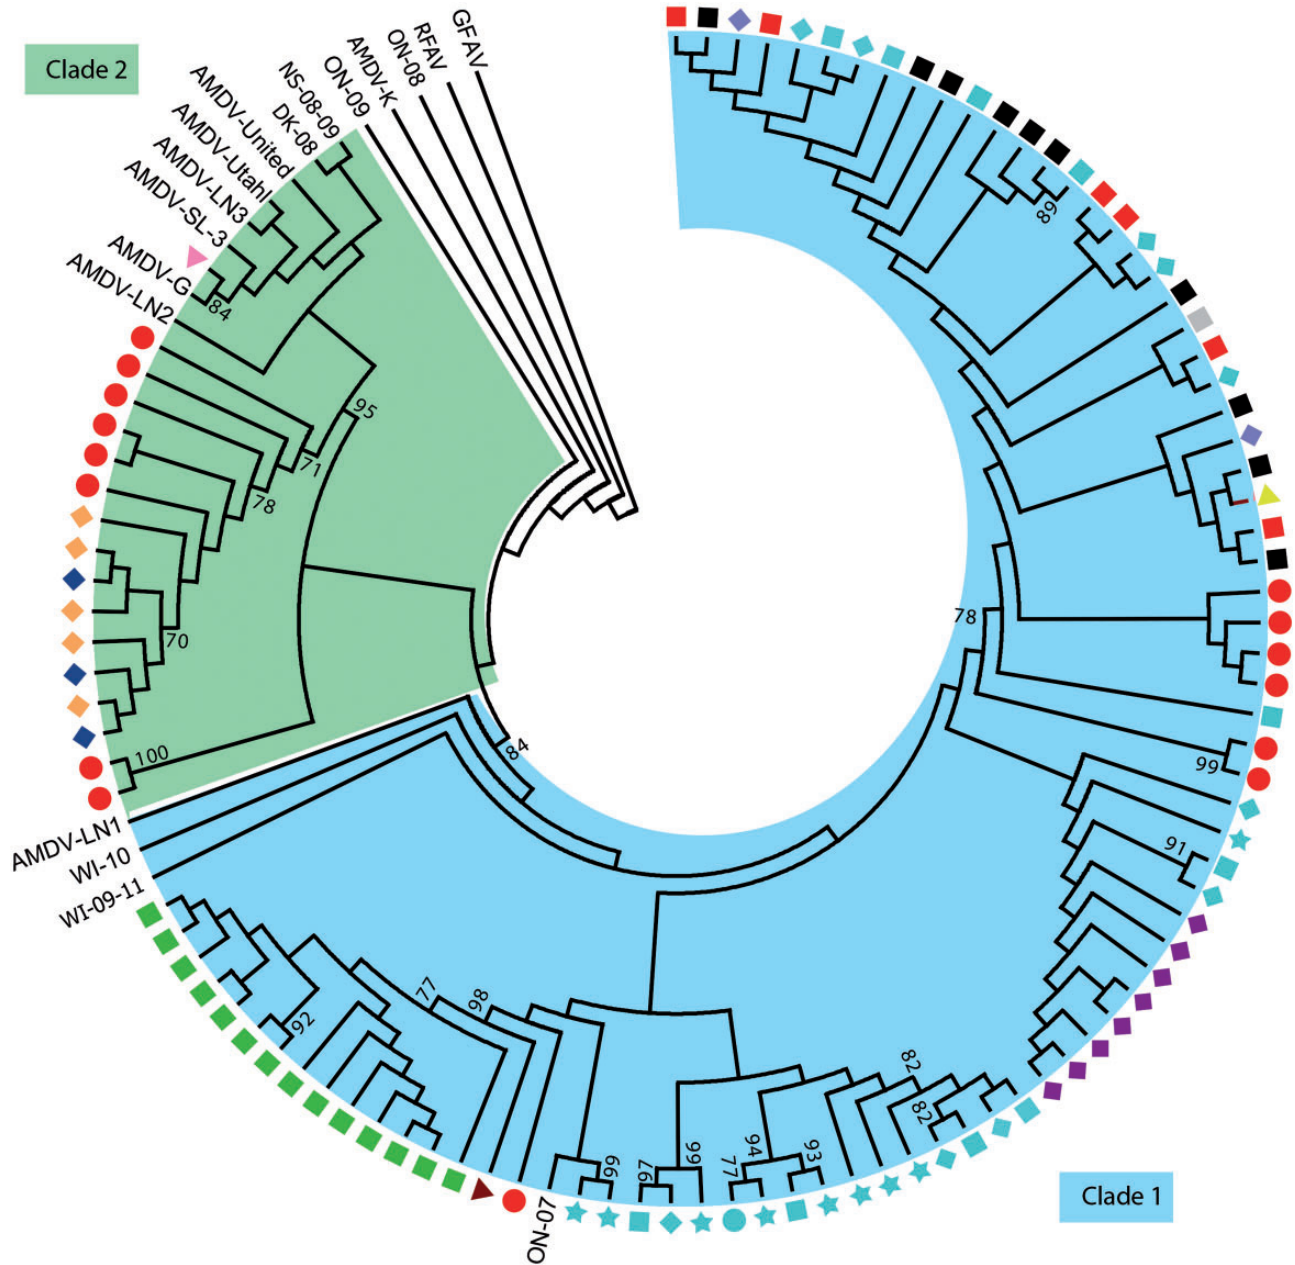 Clade 2
GFAV
RFAV
ON-08
AMDV-K
ON-09
NS-08-09
DK-08
AMDV-United
AMDV-Utahl
AMDV-LN3
AMDV-SL-3
AMDV-G
AMDV-LN2
84
95
71
78
70
100
AMDV-LN1
WI-10
WI-09-11
84
89
78
99
91
92
77
98
82
82
99
97
99
94
77
93
ON-07
Clade 1